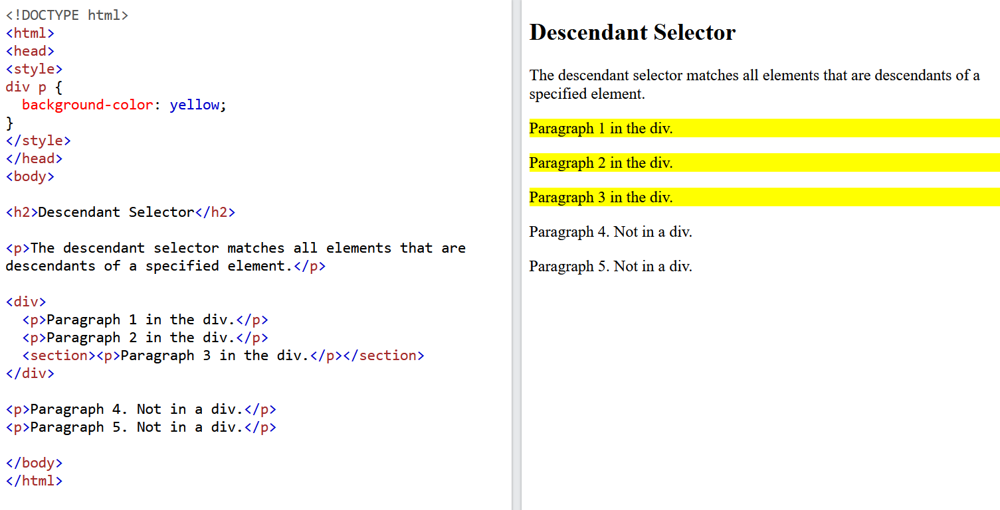 <!DOCTYPE html>
<html>
<head>
<style>
div p {
  background-color: yellow;
}
</style>
</head>
<body>

<h2>Descendant Selector</h2>

<p>The descendant selector matches all elements that are
descendants of a specified element.</p>

<div>
  <p>Paragraph 1 in the div.</p>
  <p>Paragraph 2 in the div.</p>
  <section><p>Paragraph 3 in the div.</p></section>
</div>

<p>Paragraph 4. Not in a div.</p>
<p>Paragraph 5. Not in a div.</p>

</body>
</html>
Descendant Selector
The descendant selector matches all elements that are descendants of a
specified element.
Paragraph 1 in the div.
Paragraph 2 in the div.
Paragraph 3 in the div.
Paragraph 4. Not in a div.
Paragraph 5. Not in a div.